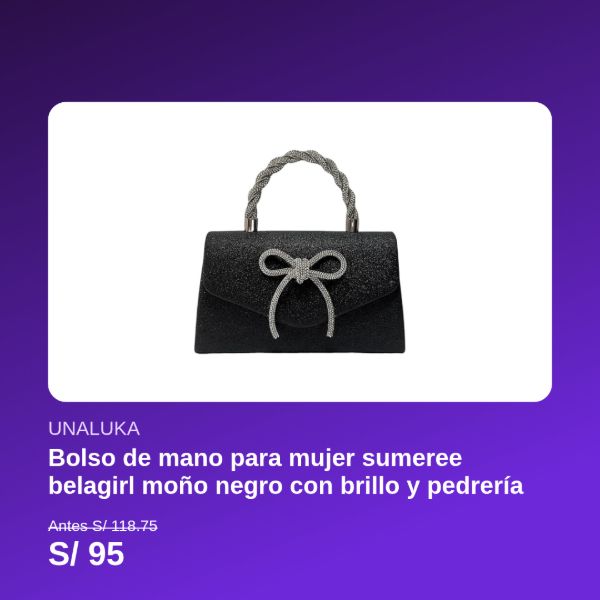 UNALUKA
Bolso de mano para mujer sumeree
belagirl moño negro con brillo y pedrería
Antes S/ 118.75
S/ 95